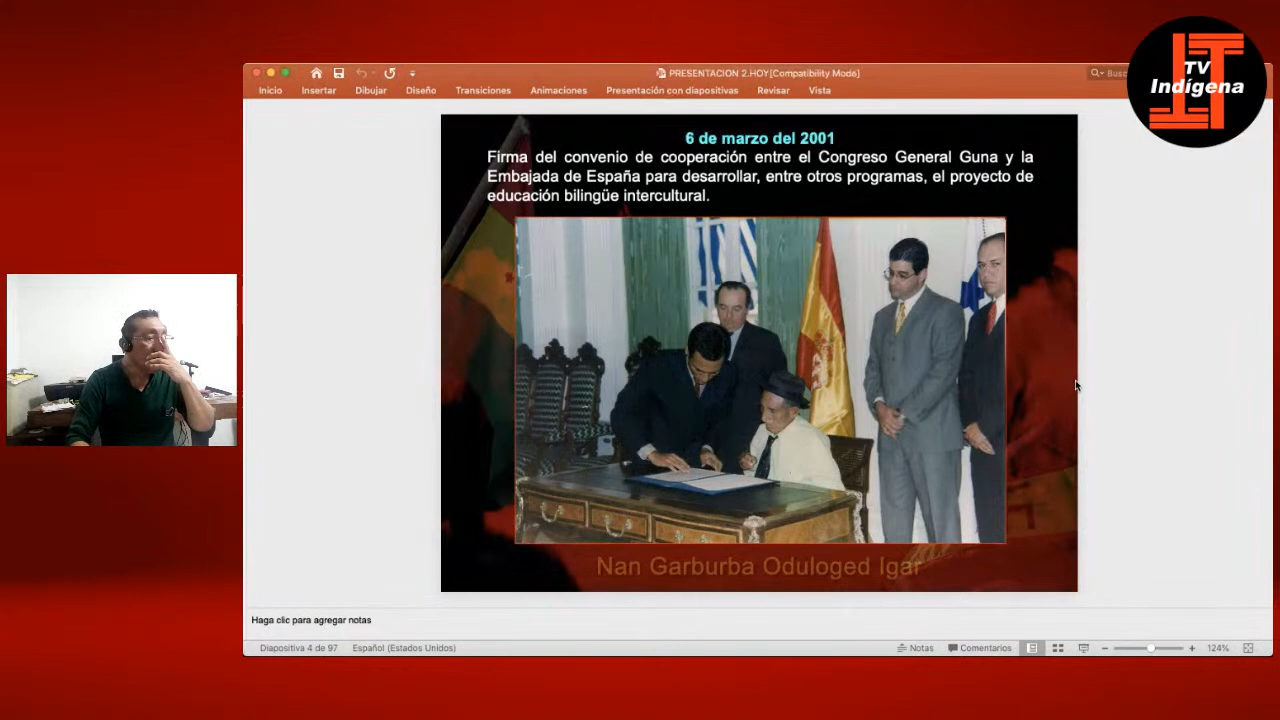 PRESENTACION 2.HOY[Compatibility Mode]
Inicio Insertar Dibujar Diseño Transiciones Animaciones Presentación con diapositivas Revisar Vista
TV
Indígena
6 de marzo del 2001
Firma del convenio de cooperación entre el Congreso General Guna y la
Embajada de España para desarrollar, entre otros programas, el proyecto de
educación bilingüe intercultural.
Nan Garburba Oduloged Igar
Haga clic para agregar notas
Diapositiva 4 de 97 Español (Estados Unidos) Notas Comentarios 124%